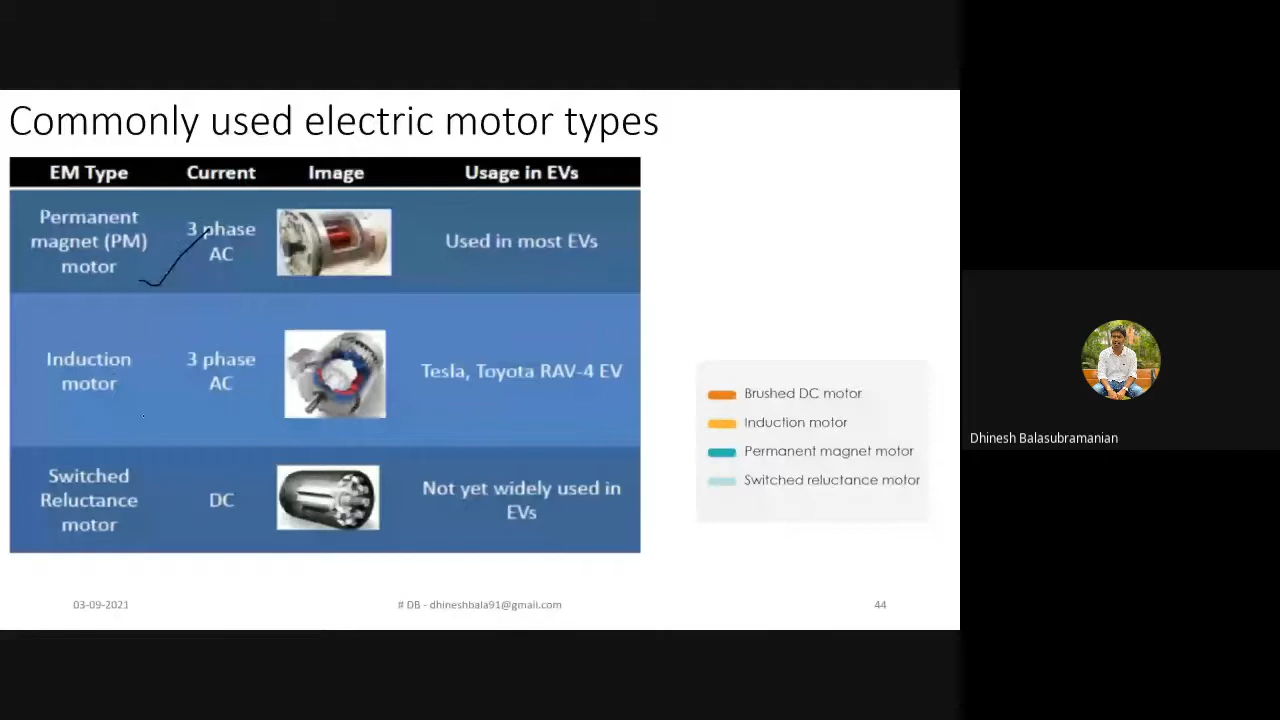 Commonly used electric motor types
EM Type Current Image Usage in EVs
Permanent
magnet (PM)
motor
3 phase
AC
Used in most EVs
Induction
motor
3 phase
AC
Tesla, Toyota RAV-4 EV
Switched
Reluctance
motor
DC
Not yet widely used in
EVs
Brushed DC motor
Induction motor
Permanent magnet motor
Switched reluctance motor
03-09-2021
# DB - dhineshbala91@gmail.com
44
Dhinesh Balasubramanian